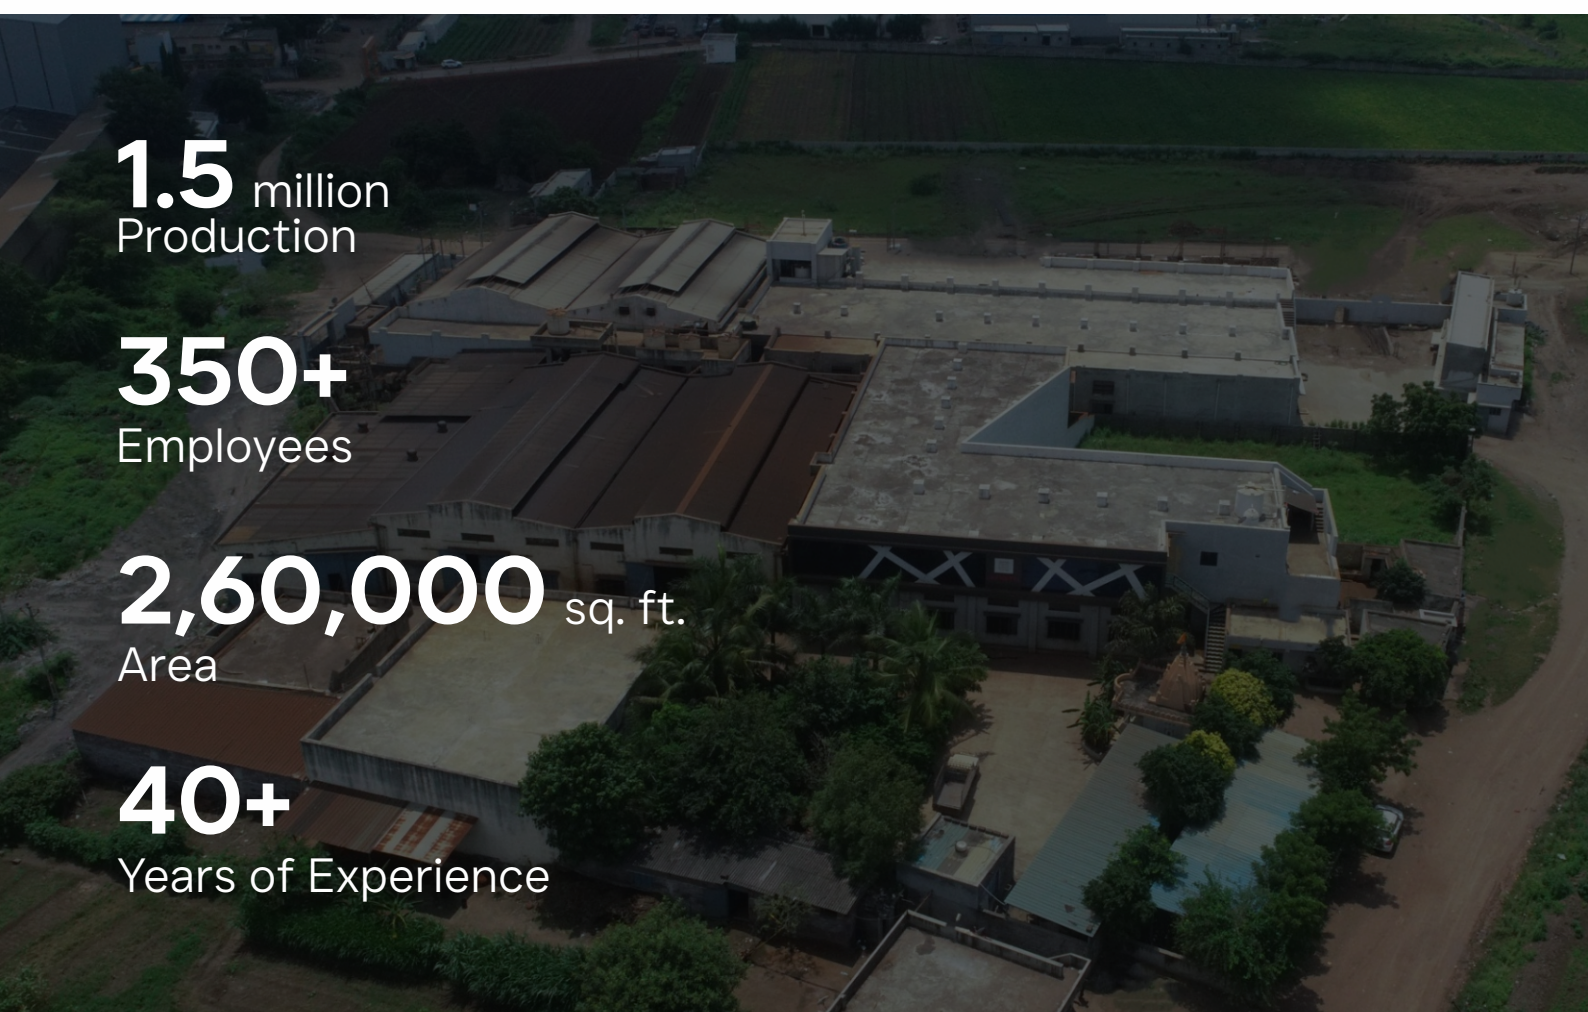 1.5 million
Production
350+
Employees
2,60,000 sq. ft.
Area
40+
Years of Experience